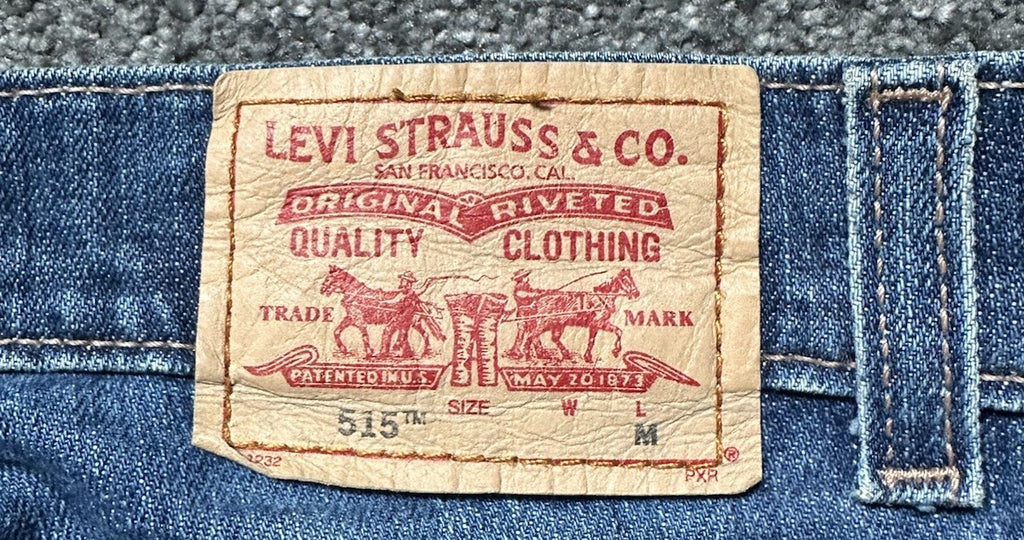 LEVI STRAUSS & CO.
SAN FRANCISCO, CAL.
ORIGINAL RIVETED
QUALITY CLOTHING
TRADE MARK
PATENTED IN U.S. MAY 20 1873
SIZE W L
515™ M
®
PXR